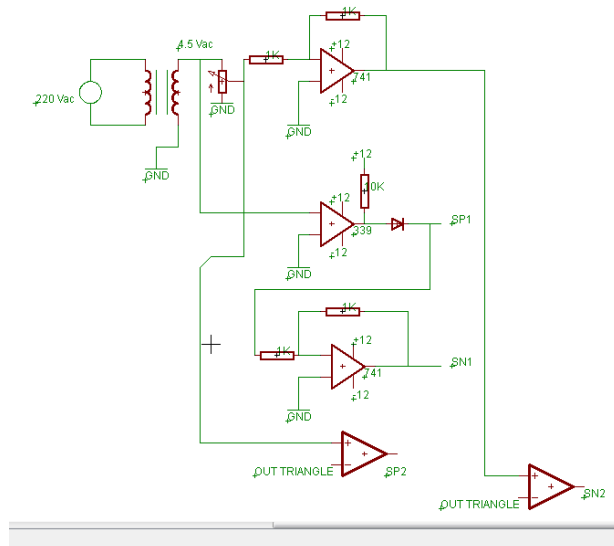 1K
+12
4.5 Vac
1K
741
220 Vac
-12
GND
GND
GND
+12
10K
+12
SP1
339
-12
GND
1K
+12
1K
SN1
741
-12
GND
+
OUT TRIANGLE
−
SP2
+
OUT TRIANGLE
−
SN2